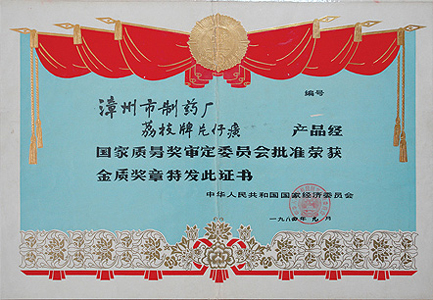 编号
漳州市制药厂
荔枝牌片仔癀 产品经
国家质量奖审定委员会批准荣获
金质奖章特发此证书
中华人民共和国国家经济委员会
一九八四年九月